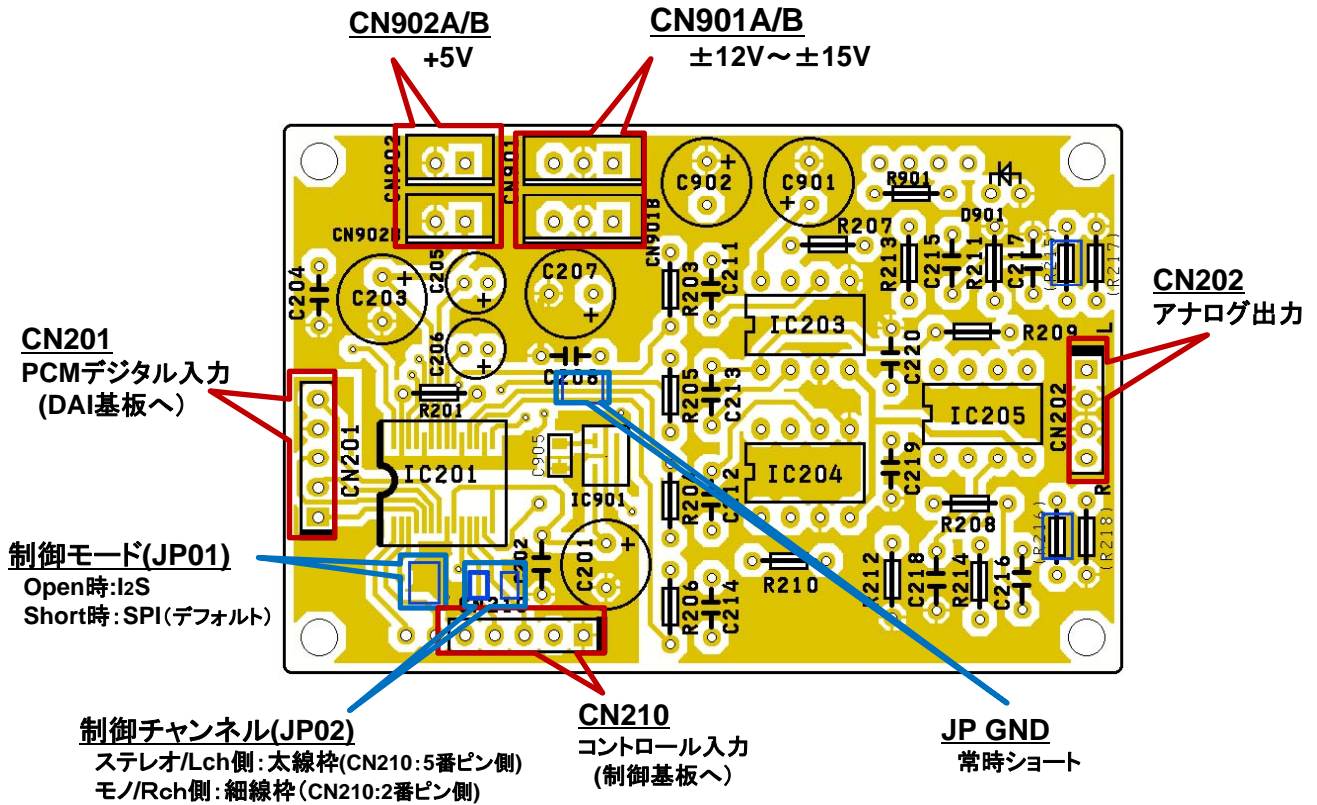 CN902A/B
+5V
CN901A/B
±12V～±15V
CN902
CN901
CN902B
CN901B
C902
C901
R901
D901
R207
C204
C203
C205
C206
C207
R203
C211
R213
C215
R211
C217
(R215)
(R217)
IC203
R209
L
C220
CN202
アナログ出力
CN201
PCMデジタル入力
(DAI基板へ)
C208
R201
R205
C213
IC205
CN202
CN201
IC201
C905
IC901
IC204
C219
C212
R
R208
(R216)
(R218)
制御モード(JP01)
Open時:I2S
Short時：SPI(デフォルト)
C202
C201
R210
R212
C218
R214
C216
R206
C214
制御チャンネル(JP02)
ステレオ/Lch側：太線枠(CN210：5番ピン側)
モノ/Rch側：細線枠(CN210:2番ピン側)
CN210
コントロール入力
(制御基板へ)
JP GND
常時ショート